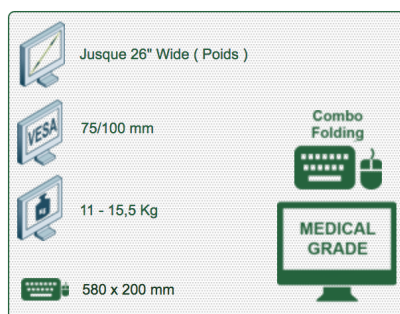 Jusque 26" Wide ( Poids )
VESA
75/100 mm
Combo
Folding
KG
11 - 15,5 Kg
MEDICAL
GRADE
580 x 200 mm